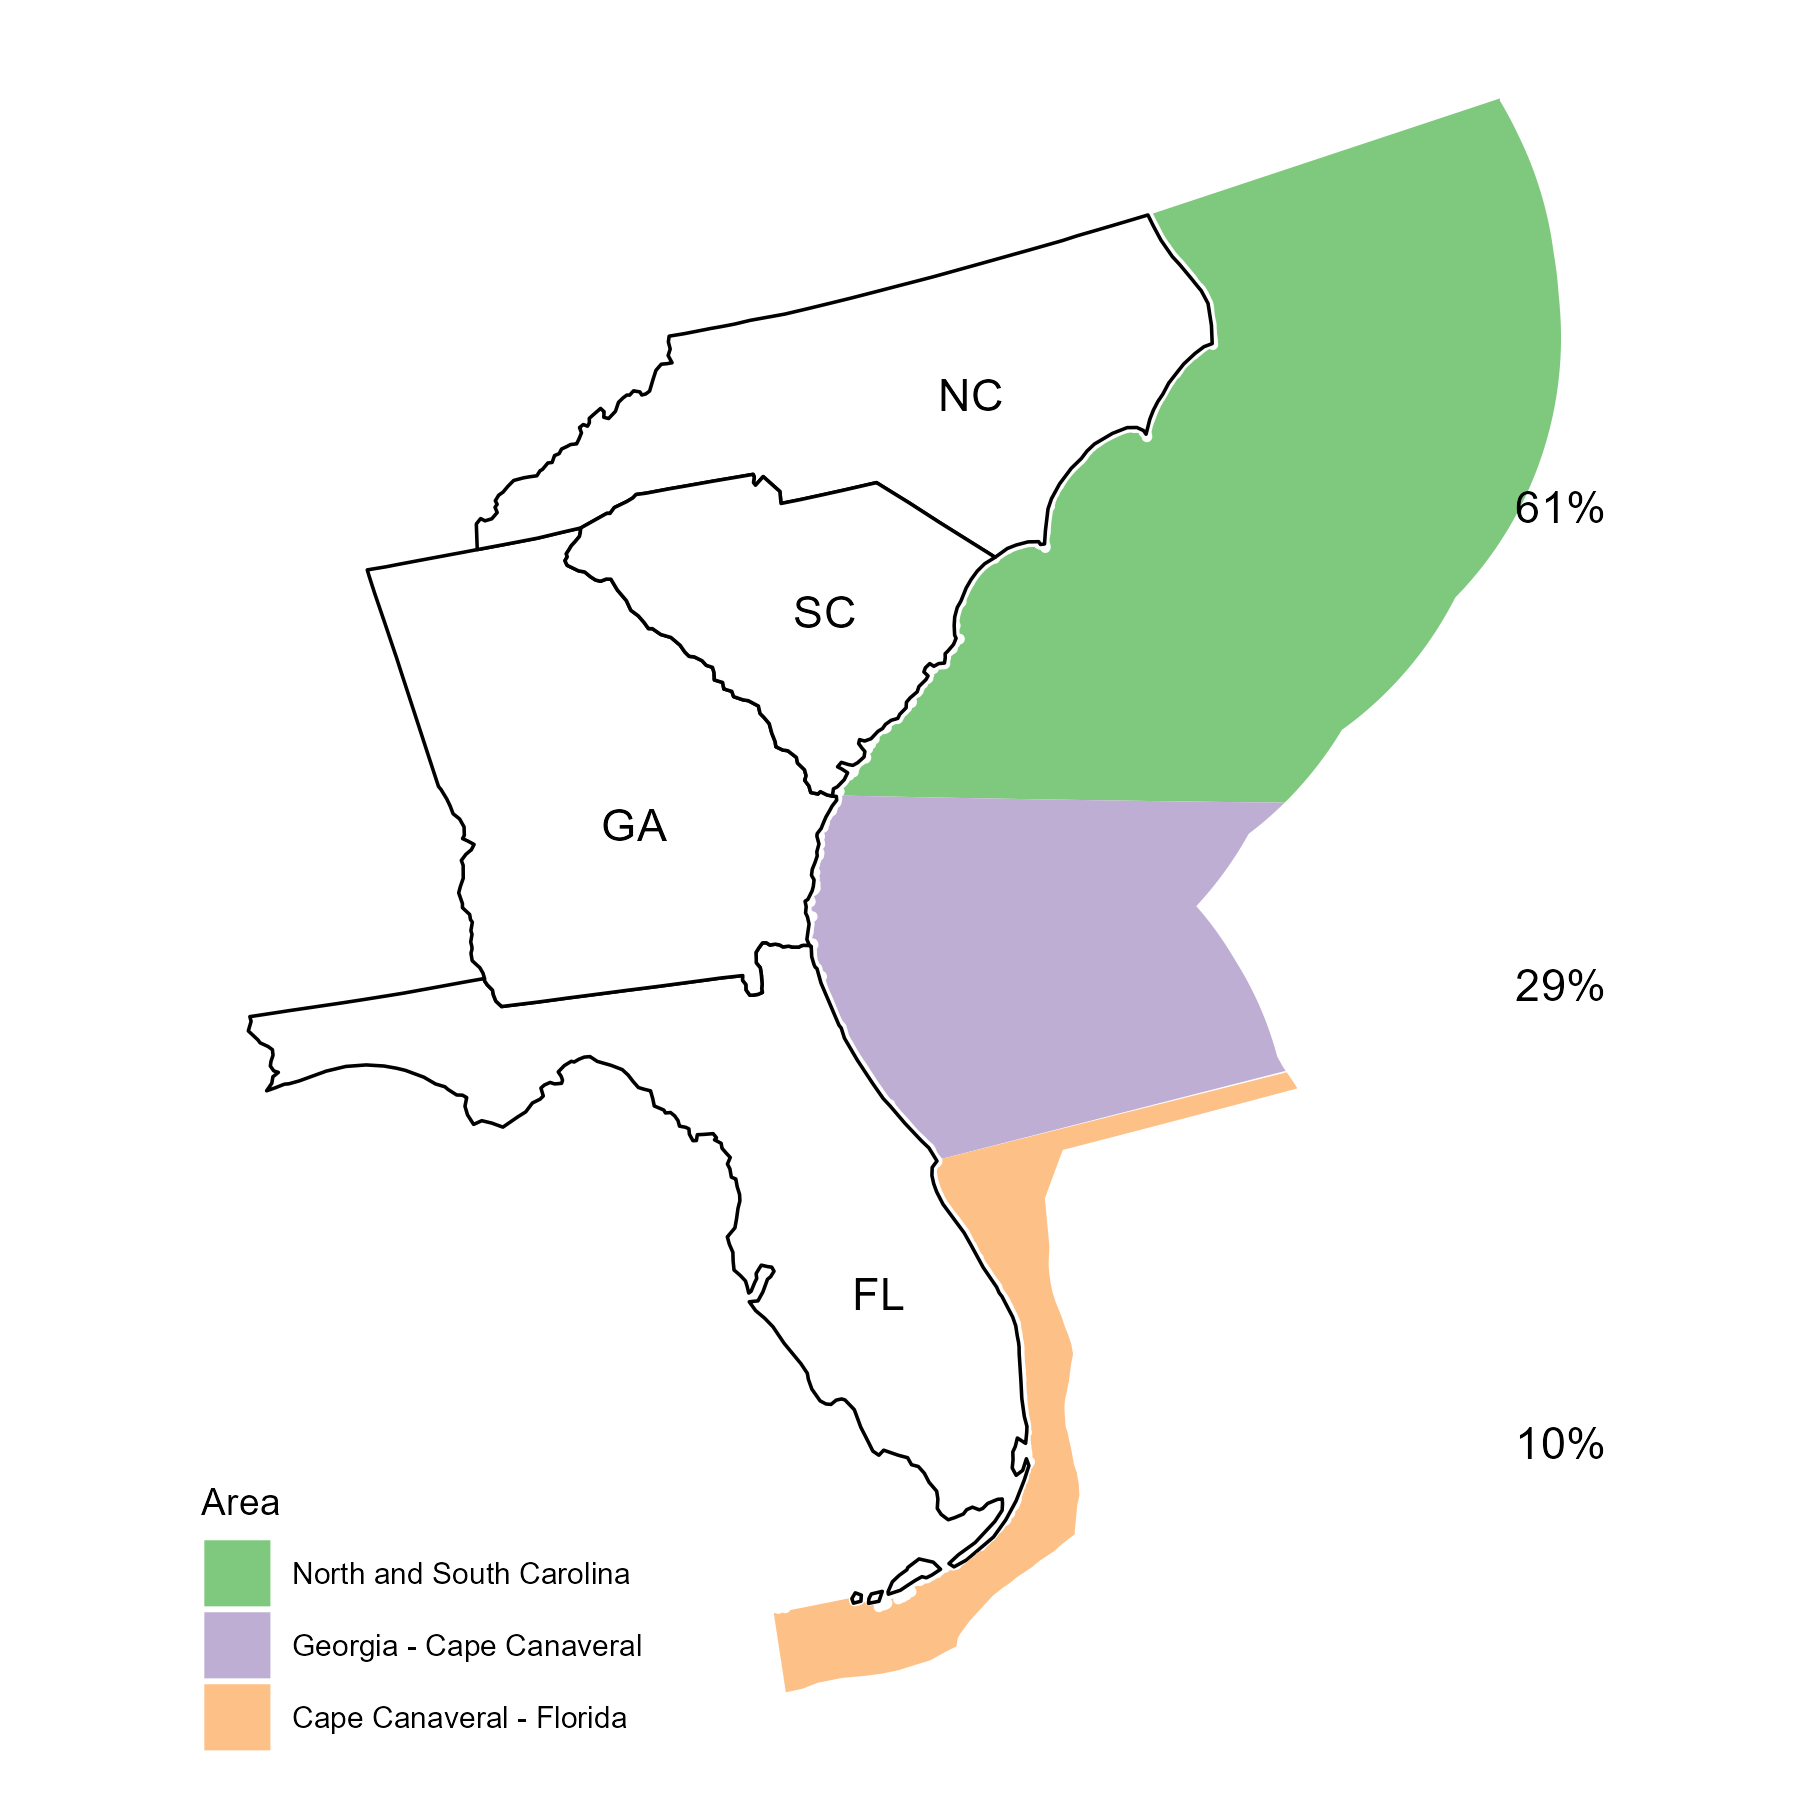 NC
61%
SC
GA
29%
FL
10%
Area
North and South Carolina
Georgia - Cape Canaveral
Cape Canaveral - Florida